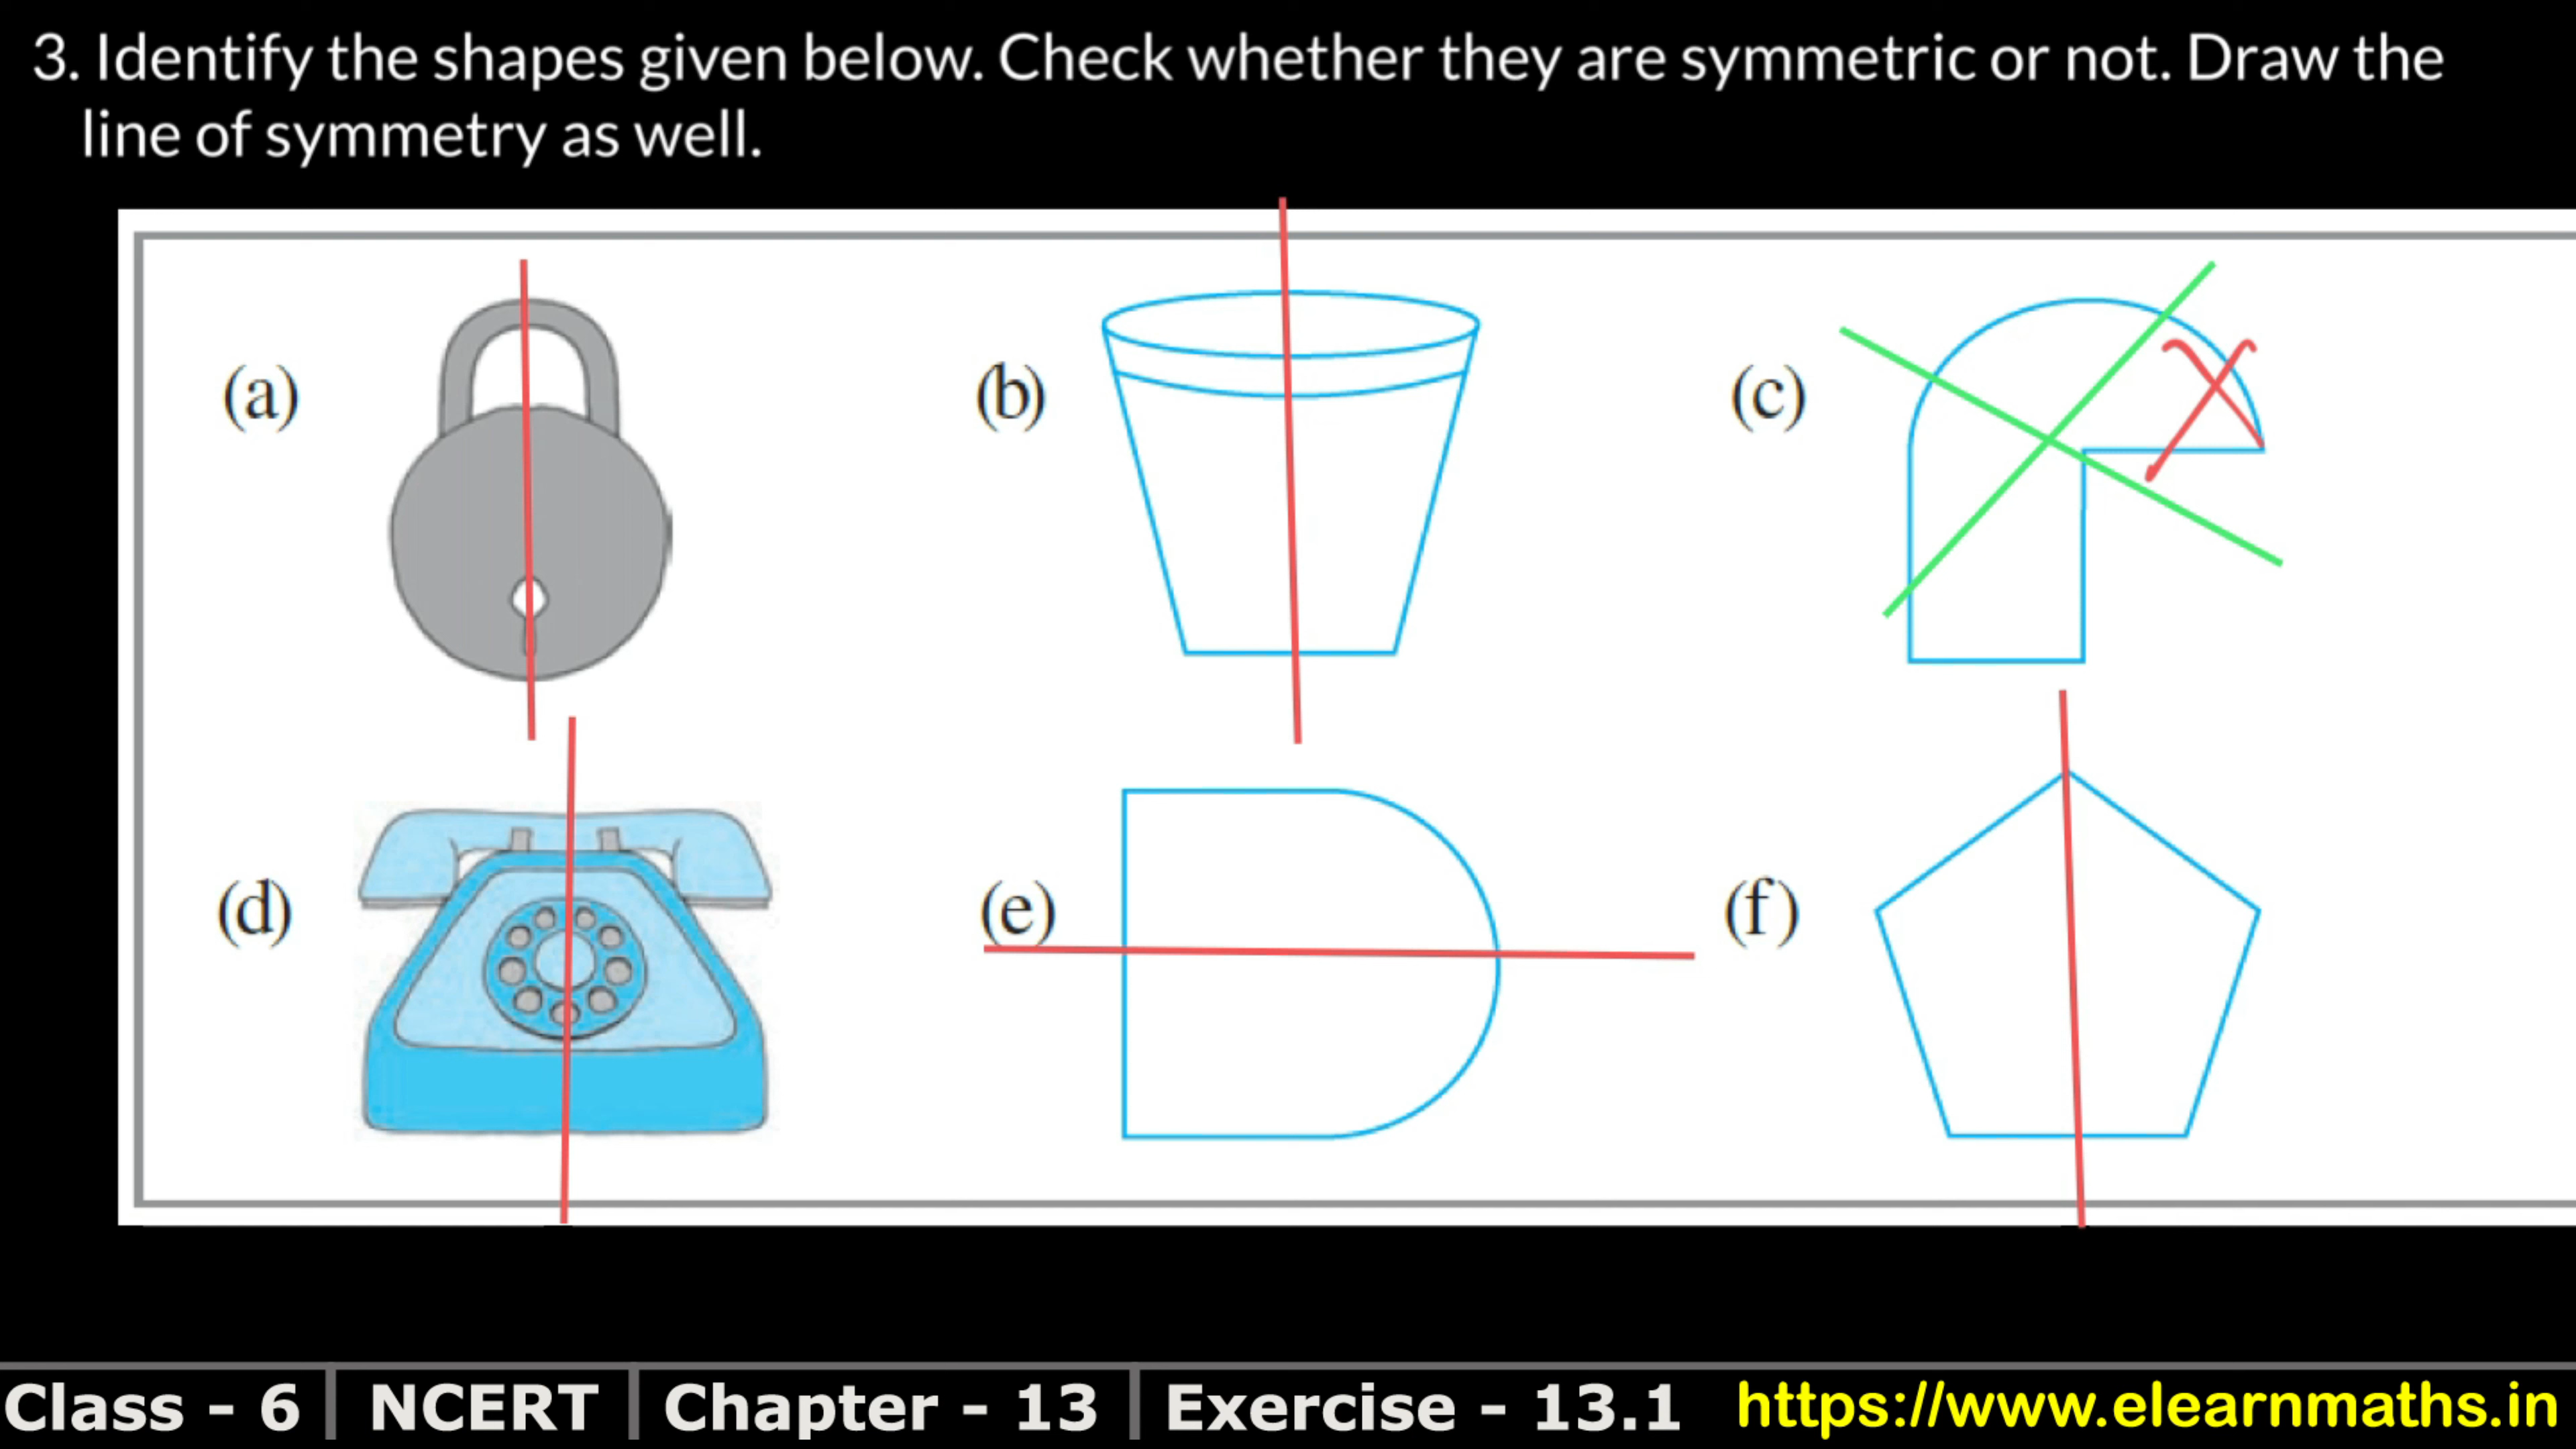 3. Identify the shapes given below. Check whether they are symmetric or not. Draw the
line of symmetry as well.
(a)
(b)
(c)
(d)
(e)
(f)
Class - 6 | NCERT | Chapter - 13 | Exercise - 13.1 https://www.elearnmaths.in